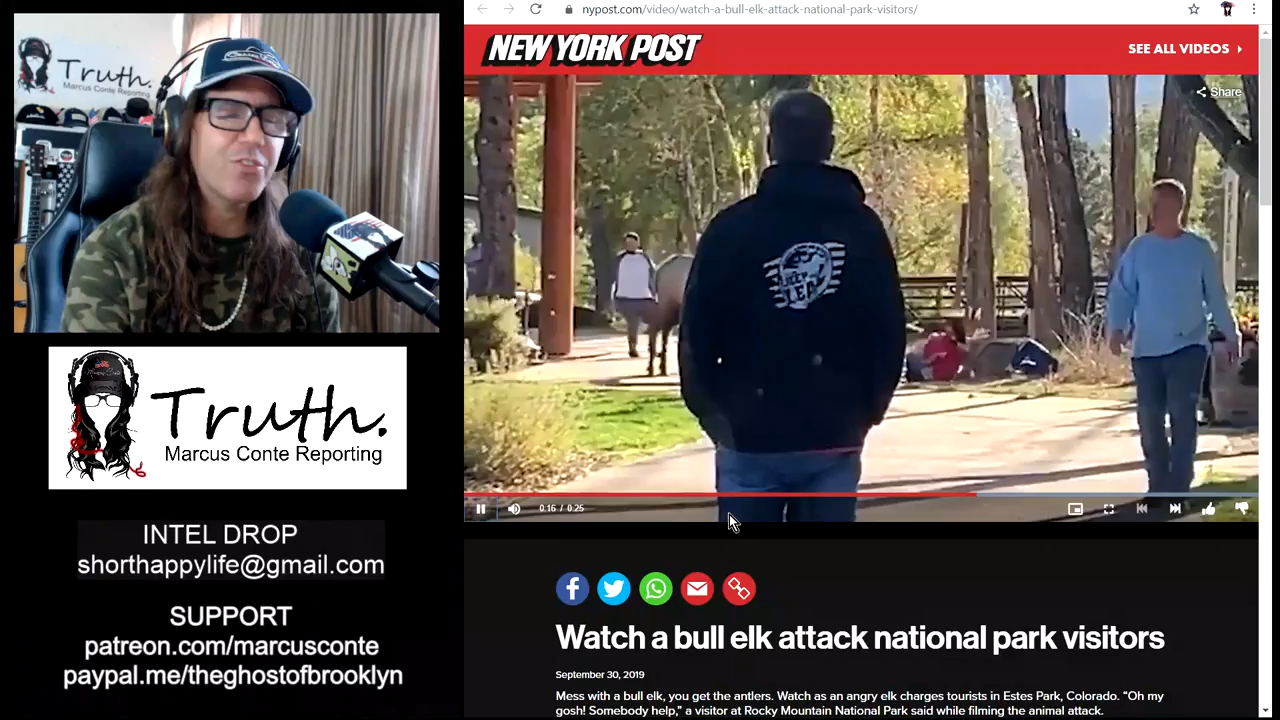 Truth.
Marcus Conte Reporting
Truth.
Marcus Conte Reporting
INTEL DROP
shorthappylife@gmail.com
SUPPORT
patreon.com/marcusconte
paypal.me/theghostofbrooklyn
nypost.com/video/watch-a-bull-elk-attack-national-park-visitors/
NEW YORK POST
SEE ALL VIDEOS
Share
0:16 / 0:25
Watch a bull elk attack national park visitors
September 30, 2019
Mess with a bull elk, you get the antlers. Watch as an angry elk charges tourists in Estes Park, Colorado. “Oh my
gosh! Somebody help,” a visitor at Rocky Mountain National Park said while filming the animal attack.